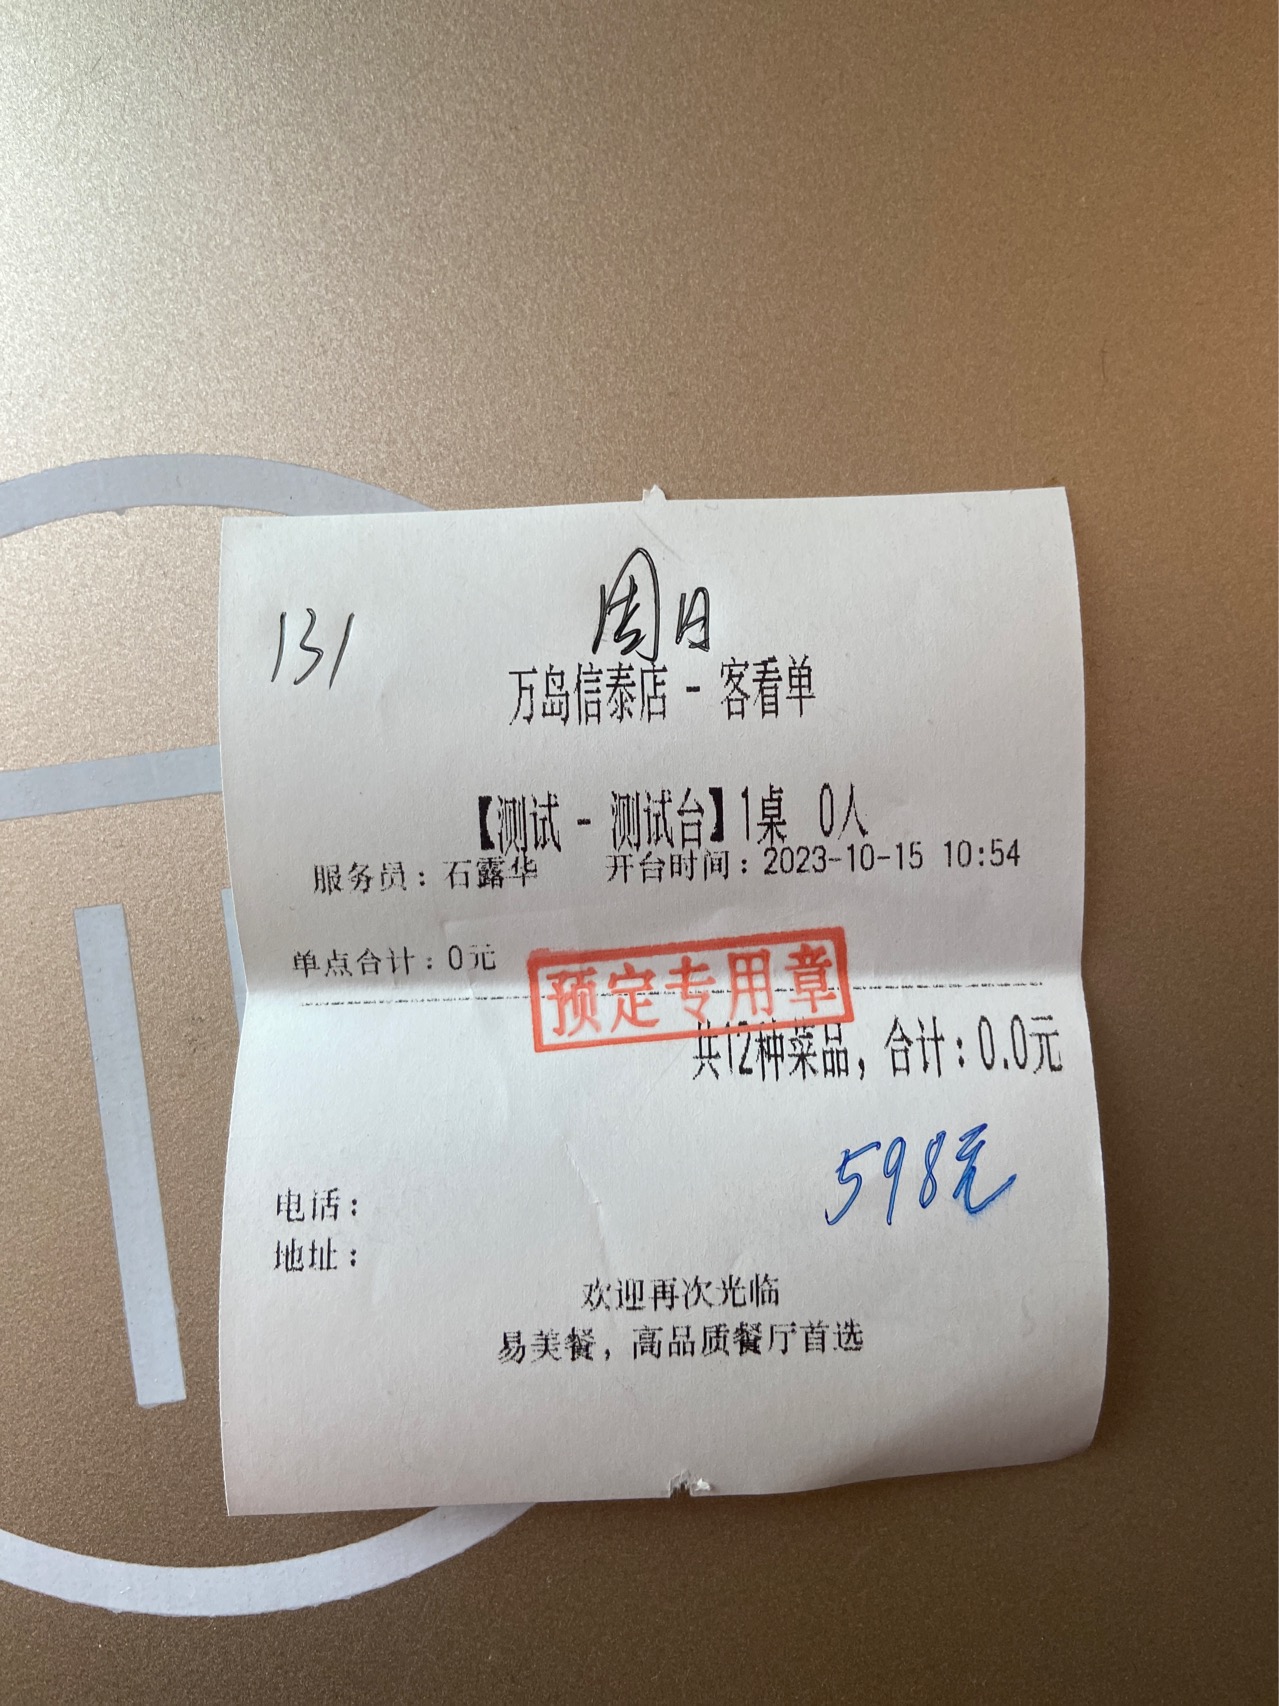 周日
131
万岛信泰店 - 客看单
【测试 - 测试台】1桌 0人
服务员：石露华 开台时间：2023-10-15 10:54
单点合计：0元
预定专用章
共12种菜品，合计：0.0元
598元
电话：
地址：
欢迎再次光临
易美餐，高品质餐厅首选